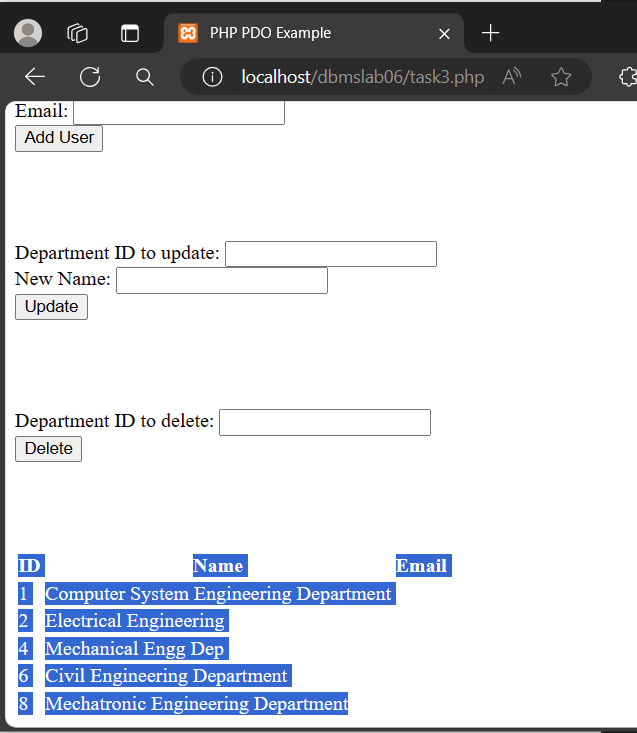 PHP PDO Example
localhost/dbmslab06/task3.php
Email:
Add User
Department ID to update:
New Name:
Update
Department ID to delete:
Delete
ID Name Email
1 Computer System Engineering Department
2 Electrical Engineering
4 Mechanical Engg Dep
6 Civil Engineering Department
8 Mechatronic Engineering Department